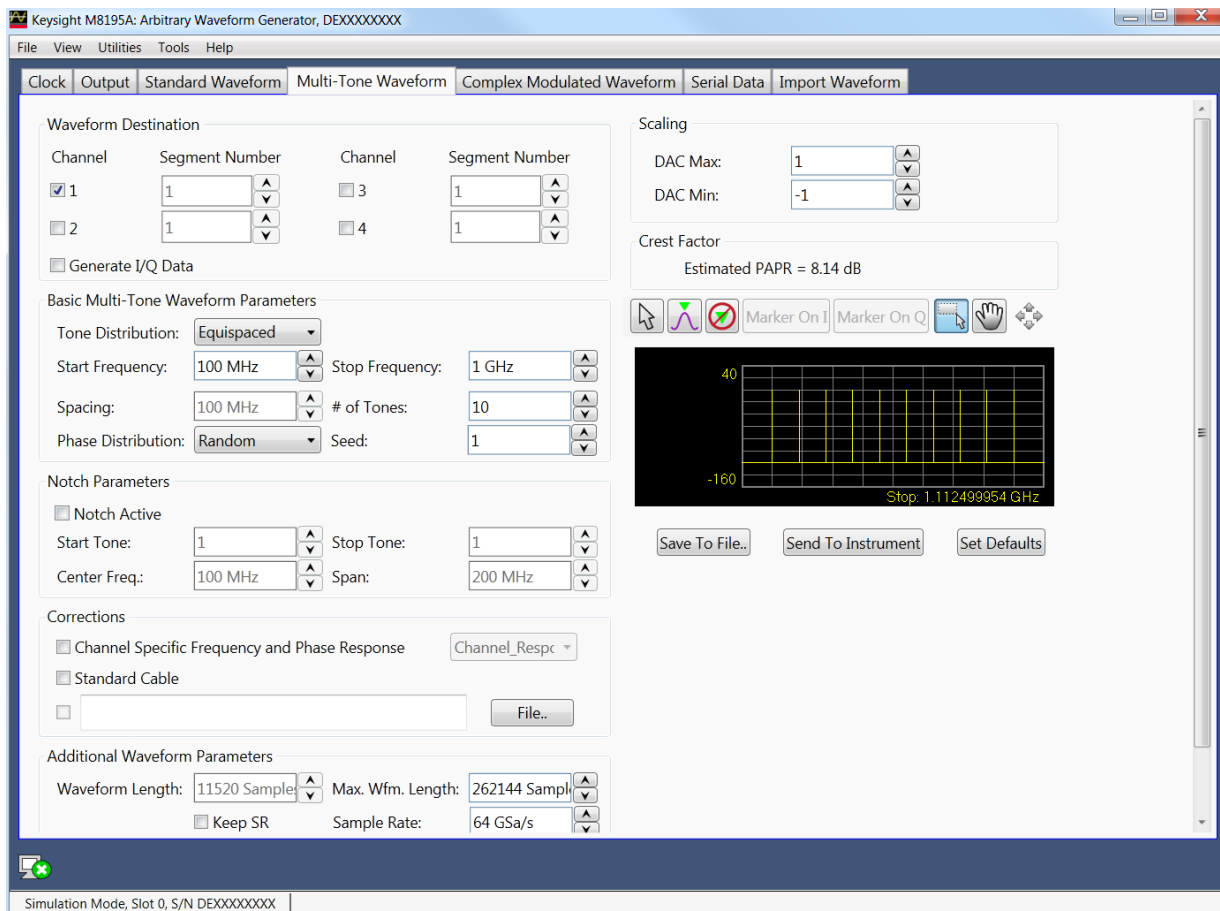 Keysight M8195A: Arbitrary Waveform Generator, DEXXXXXXXX
File View Utilities Tools Help
Clock Output Standard Waveform Multi-Tone Waveform Complex Modulated Waveform Serial Data Import Waveform
Waveform Destination
Channel Segment Number Channel Segment Number
1 1 3 1
2 1 4 1
Generate I/Q Data
Basic Multi-Tone Waveform Parameters
Tone Distribution: Equispaced
Start Frequency: 100 MHz Stop Frequency: 1 GHz
Spacing: 100 MHz # of Tones: 10
Phase Distribution: Random Seed: 1
Notch Parameters
Notch Active
Start Tone: 1 Stop Tone: 1
Center Freq.: 100 MHz Span: 200 MHz
Corrections
Channel Specific Frequency and Phase Response Channel_Respc
Standard Cable
File..
Additional Waveform Parameters
Waveform Length: 11520 Samples Max. Wfm. Length: 262144 Sampl
Keep SR Sample Rate: 64 GSa/s
Scaling
DAC Max: 1
DAC Min: -1
Crest Factor
Estimated PAPR = 8.14 dB
Marker On I Marker On Q
40
-160
Stop: 1.112499954 GHz
Save To File.. Send To Instrument Set Defaults
Simulation Mode, Slot 0, S/N DEXXXXXXXX